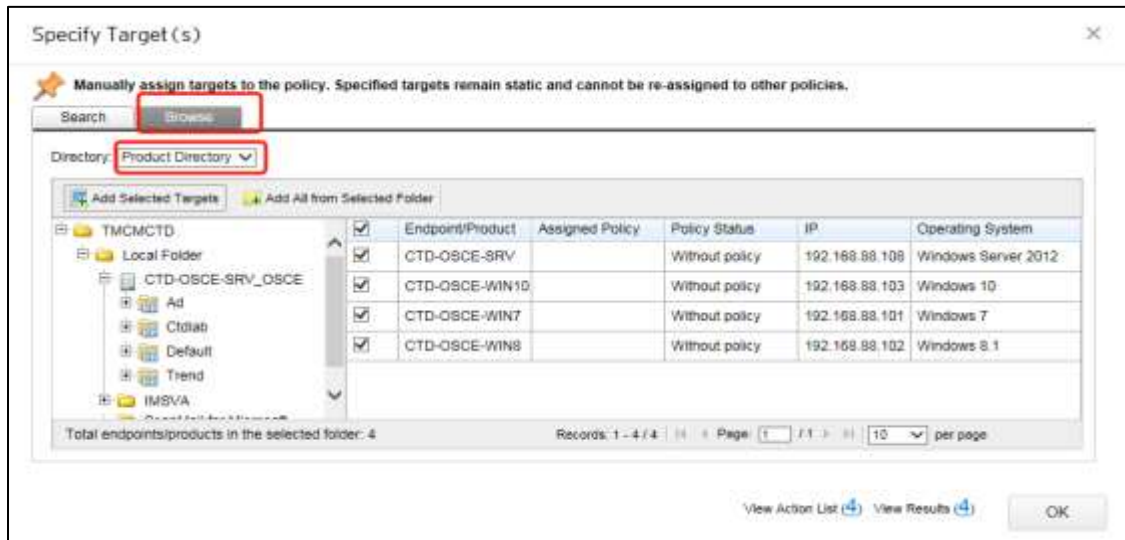 Specify Target(s)
Manually assign targets to the policy. Specified targets remain static and cannot be re-assigned to other policies.
Search Browse
Directory: Product Directory
Add Selected Targets Add All from Selected Folder
TMCMCTD
Local Folder
CTD-OSCE-SRV_OSCE
Ad
Ctdlab
Default
Trend
IMSVA
Endpoint/Product Assigned Policy Policy Status IP Operating System
CTD-OSCE-SRV Without policy 192.168.88.108 Windows Server 2012
CTD-OSCE-WIN10 Without policy 192.168.88.103 Windows 10
CTD-OSCE-WIN7 Without policy 192.168.88.101 Windows 7
CTD-OSCE-WIN8 Without policy 192.168.88.102 Windows 8.1
Total endpoints/products in the selected folder: 4
Records: 1 - 4 / 4 Page: 1 / 1 10 per page
View Action List (4) View Results (4)
OK